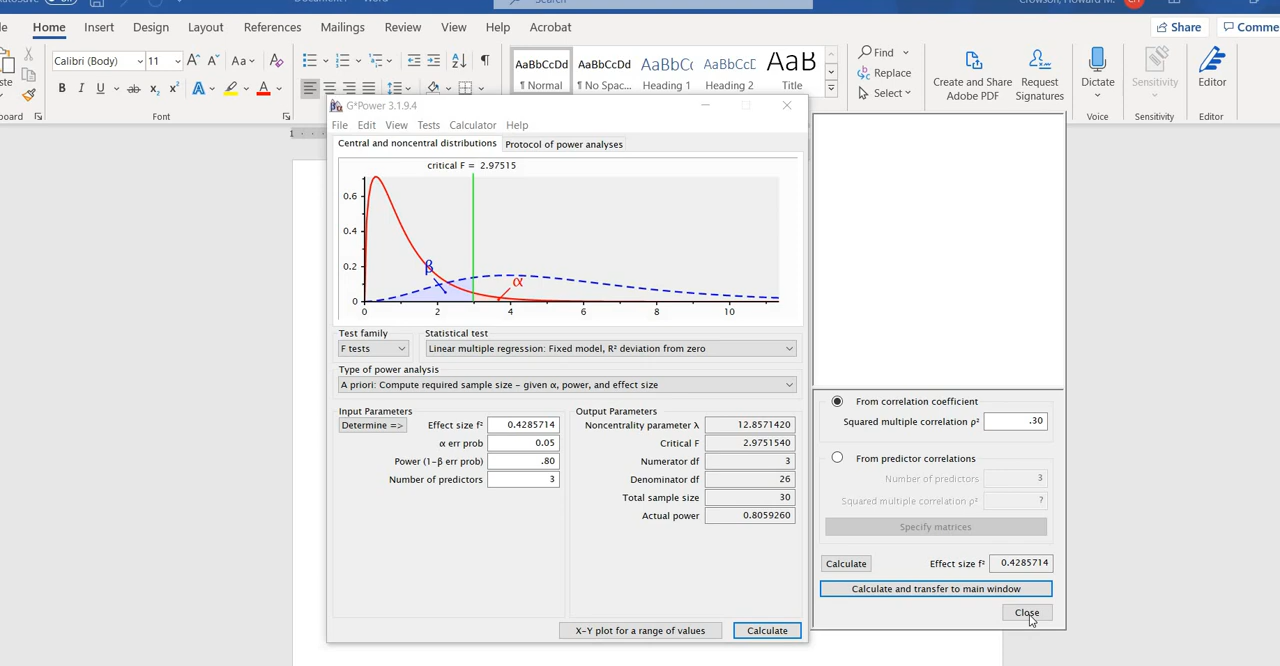 Home Insert Design Layout References Mailings Review View Help Acrobat Share Comme
Calibri (Body) 11 Aa
AaBbCcDd AaBbCcDd AaBbCc AaBbCcD AaB
Normal No Spac... Heading 1 Heading 2 Title
Find
Replace
Select
Create and Share Adobe PDF
Request Signatures
Dictate
Sensitivity
Editor
Font Voice Sensitivity Editor
G*Power 3.1.9.4
File Edit View Tests Calculator Help
Central and noncentral distributions Protocol of power analyses
critical F = 2.97515
0.6
0.4
0.2
0
β
α
0 2 4 6 8 10
Test family Statistical test
F tests Linear multiple regression: Fixed model, R² deviation from zero
Type of power analysis
A priori: Compute required sample size - given α, power, and effect size
Input Parameters
Determine => Effect size f² 0.4285714
α err prob 0.05
Power (1-β err prob) .80
Number of predictors 3
Output Parameters
Noncentrality parameter λ 12.8571420
Critical F 2.9751540
Numerator df 3
Denominator df 26
Total sample size 30
Actual power 0.8059260
X-Y plot for a range of values Calculate
From correlation coefficient
Squared multiple correlation ρ² .30
From predictor correlations
Number of predictors 3
Squared multiple correlation ρ² ?
Specify matrices
Calculate Effect size f² 0.4285714
Calculate and transfer to main window
Close